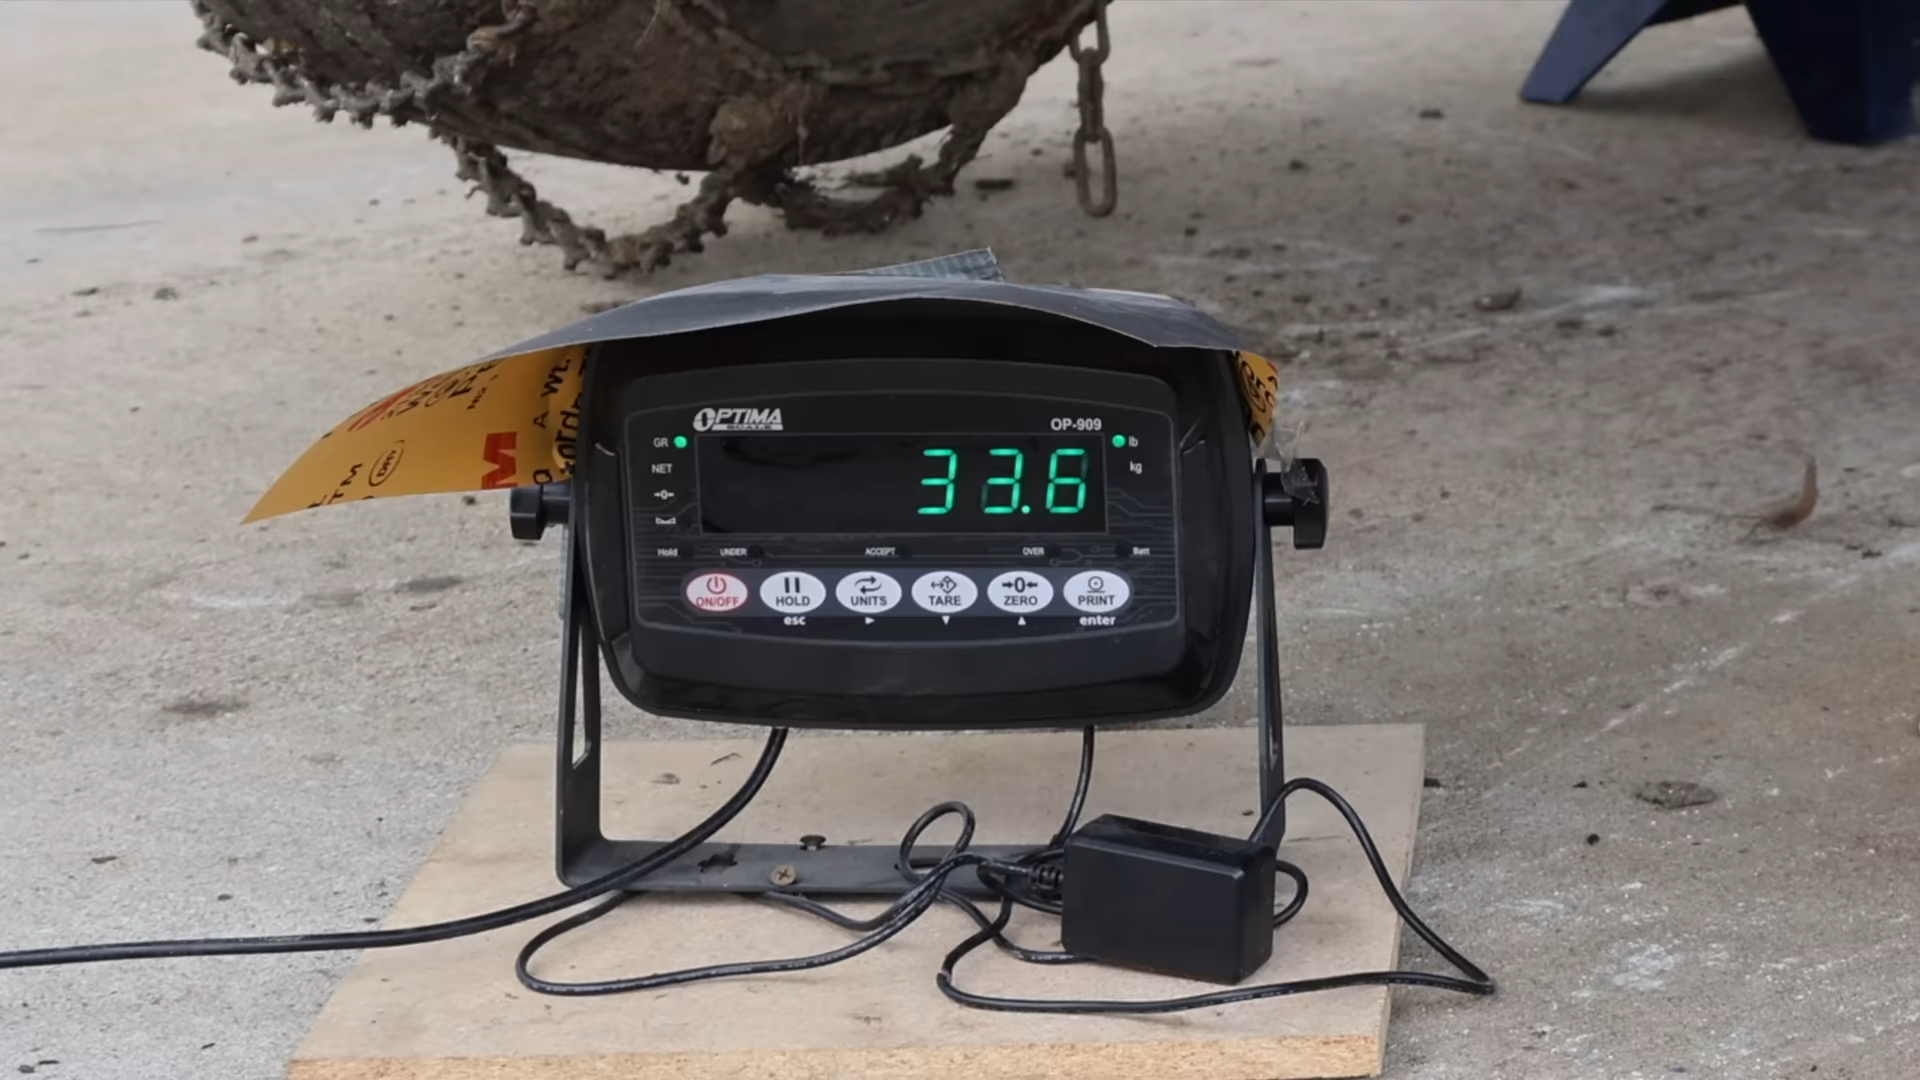 OPTIMA
SCALE
OP-909
GR
NET
→0←
33.6
lb
kg
Hold
UNDER
ACCEPT
OVER
Batt
ON/OFF
HOLD
UNITS
TARE
ZERO
PRINT
esc
enter